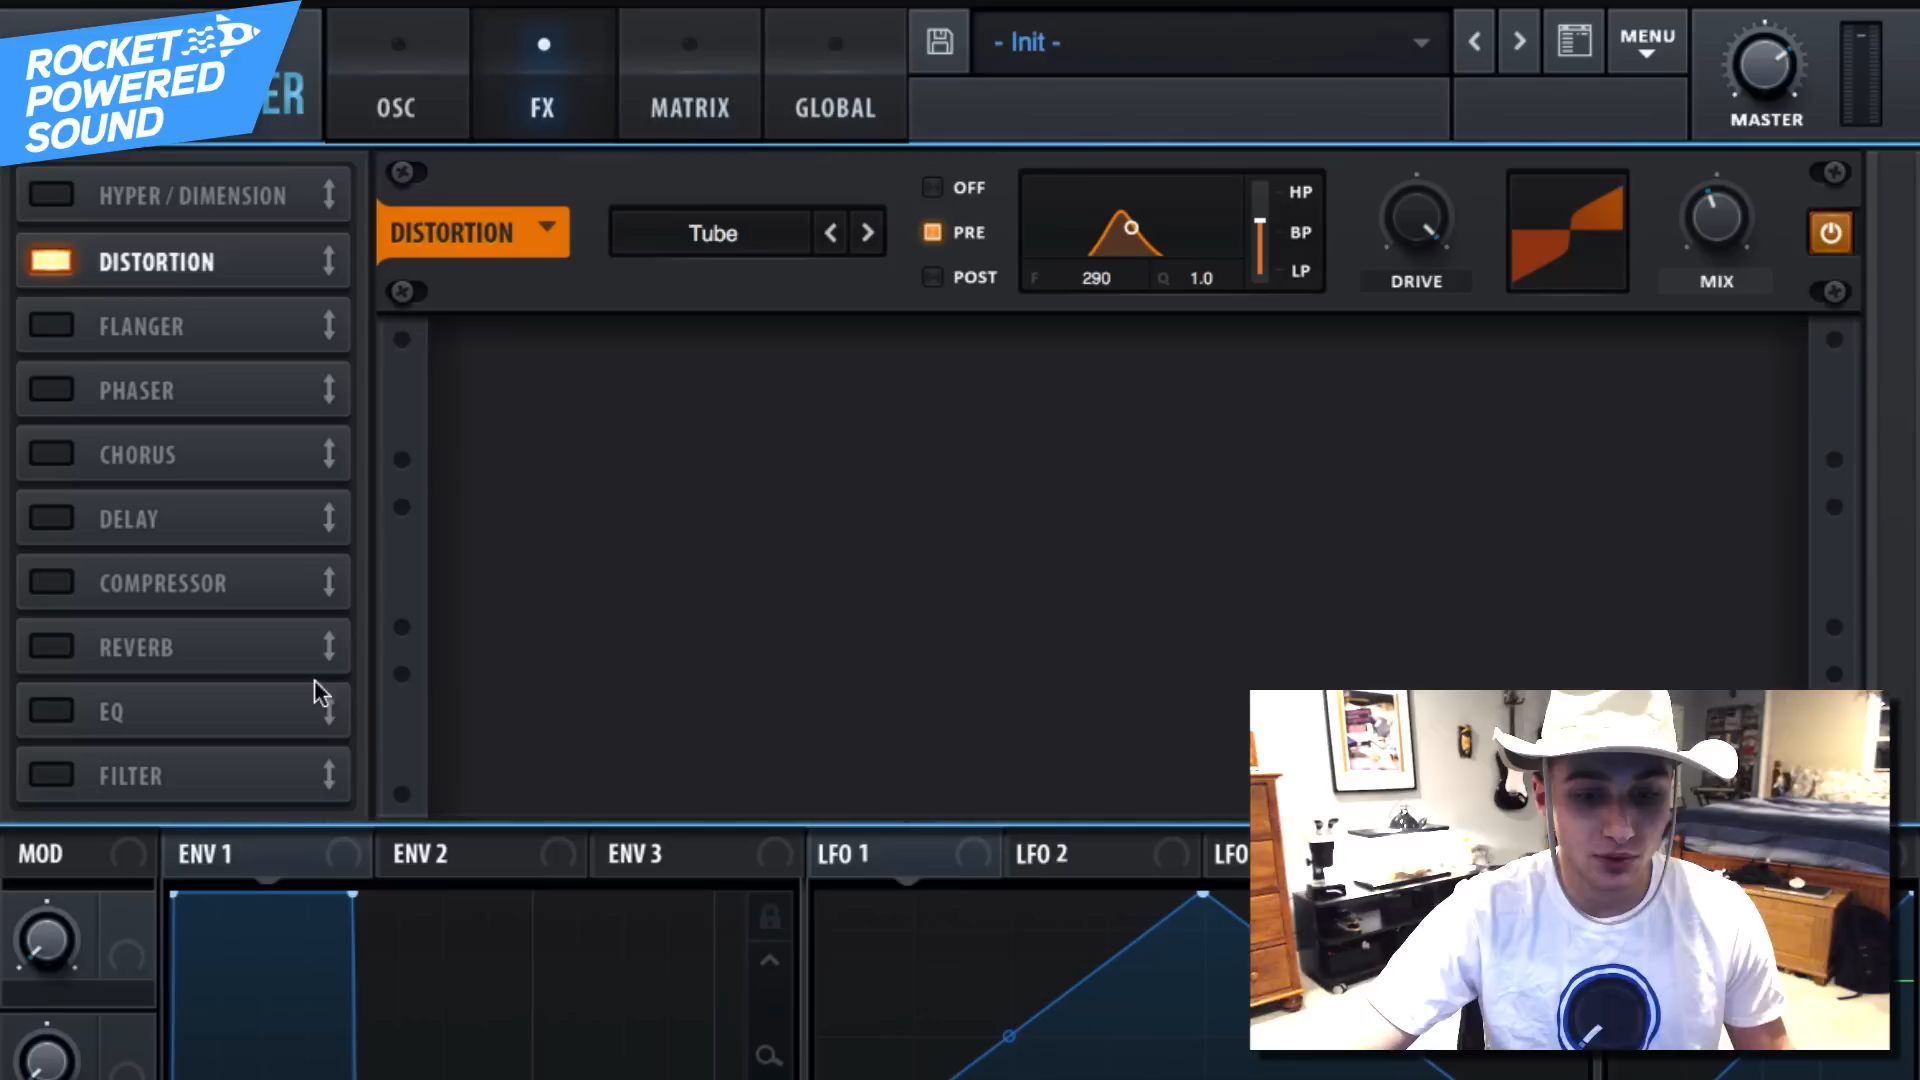 ROCKET
POWERED
SOUND
ER
OSC
FX
MATRIX
GLOBAL
- Init -
MENU
MASTER
HYPER / DIMENSION
DISTORTION
FLANGER
PHASER
CHORUS
DELAY
COMPRESSOR
REVERB
EQ
FILTER
DISTORTION
Tube
OFF
PRE
POST
F 290 Q 1.0
HP
BP
LP
DRIVE
MIX
MOD
ENV 1
ENV 2
ENV 3
LFO 1
LFO 2
LFO